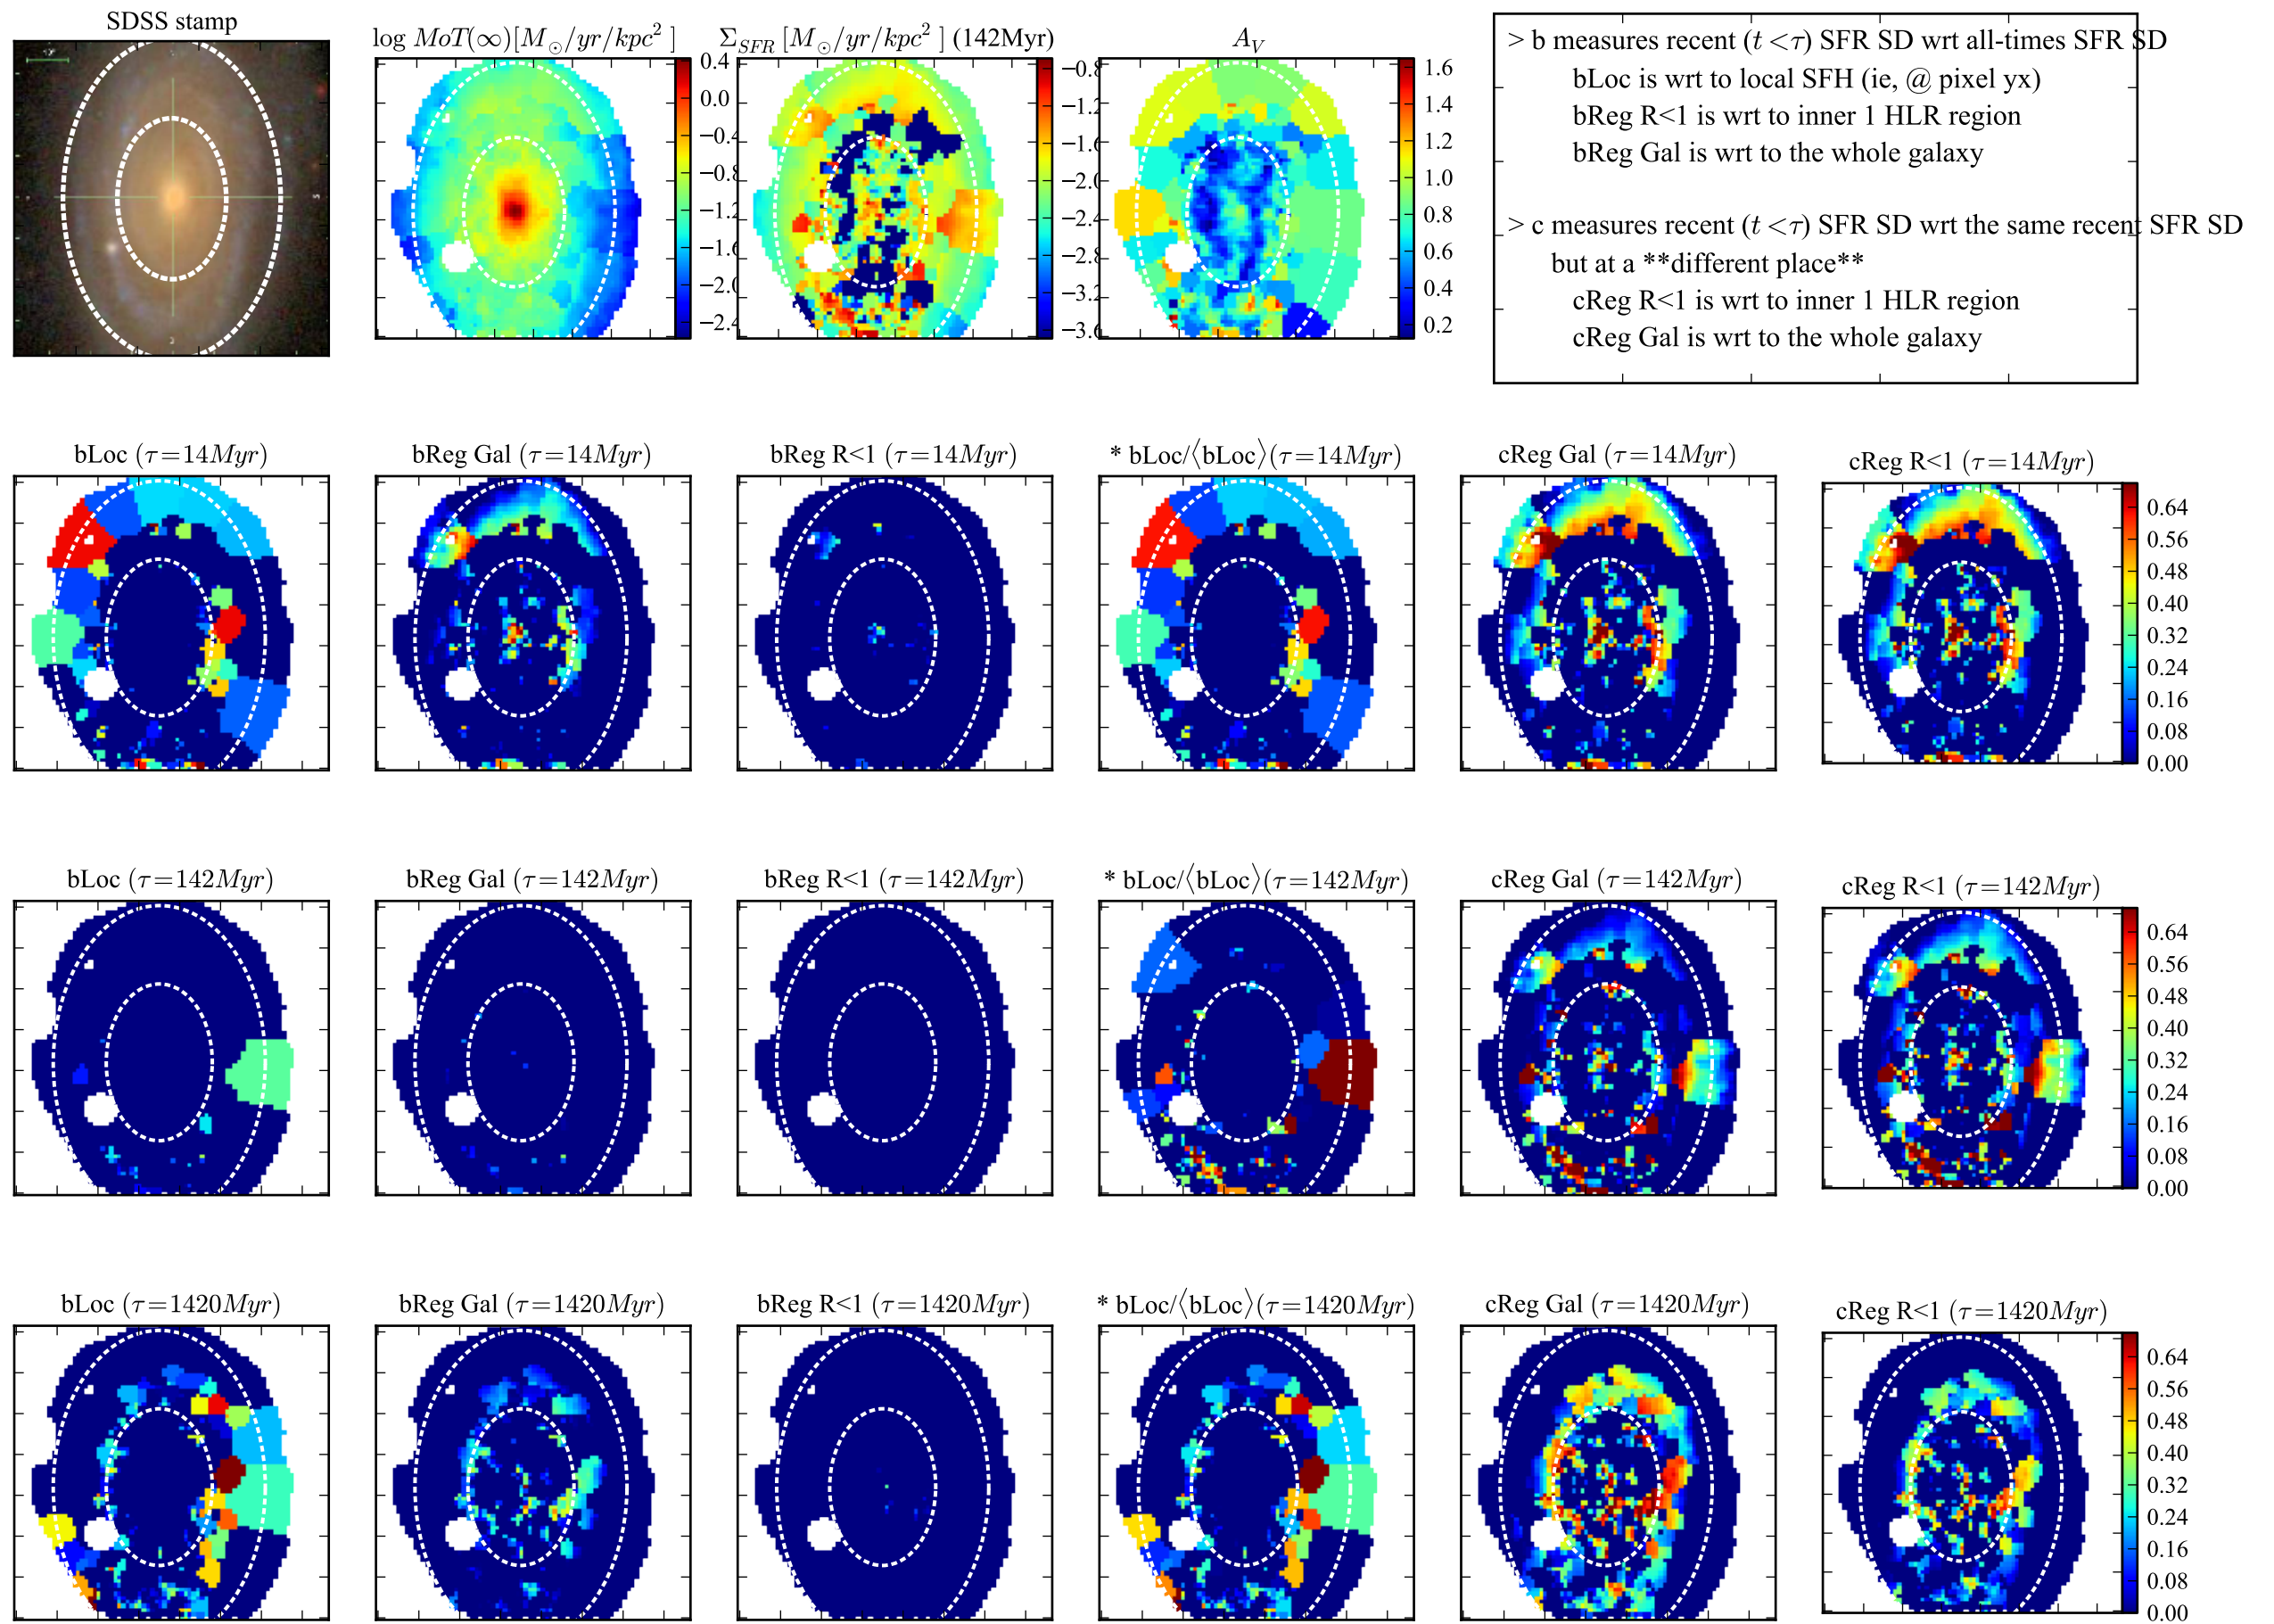 SDSS stamp
log MoT(∞)[M⊙/yr/kpc² ]
Σ_SFR [M⊙/yr/kpc² ] (142Myr)
A_V
0.4
0.0
−0.4
−0.8
−1.2
−1.6
−2.0
−2.4
−0.8
−1.2
−1.6
−2.0
−2.4
−2.8
−3.2
−3.6
1.6
1.4
1.2
1.0
0.8
0.6
0.4
0.2
> b measures recent (t <τ) SFR SD wrt all-times SFR SD
bLoc is wrt to local SFH (ie, @ pixel yx)
bReg R<1 is wrt to inner 1 HLR region
bReg Gal is wrt to the whole galaxy
> c measures recent (t <τ) SFR SD wrt the same recent SFR SD
but at a **different place**
cReg R<1 is wrt to inner 1 HLR region
cReg Gal is wrt to the whole galaxy
bLoc (τ=14Myr)
bReg Gal (τ=14Myr)
bReg R<1 (τ=14Myr)
* bLoc/⟨bLoc⟩(τ=14Myr)
cReg Gal (τ=14Myr)
cReg R<1 (τ=14Myr)
0.64
0.56
0.48
0.40
0.32
0.24
0.16
0.08
0.00
bLoc (τ=142Myr)
bReg Gal (τ=142Myr)
bReg R<1 (τ=142Myr)
* bLoc/⟨bLoc⟩(τ=142Myr)
cReg Gal (τ=142Myr)
cReg R<1 (τ=142Myr)
0.64
0.56
0.48
0.40
0.32
0.24
0.16
0.08
0.00
bLoc (τ=1420Myr)
bReg Gal (τ=1420Myr)
bReg R<1 (τ=1420Myr)
* bLoc/⟨bLoc⟩(τ=1420Myr)
cReg Gal (τ=1420Myr)
cReg R<1 (τ=1420Myr)
0.64
0.56
0.48
0.40
0.32
0.24
0.16
0.08
0.00